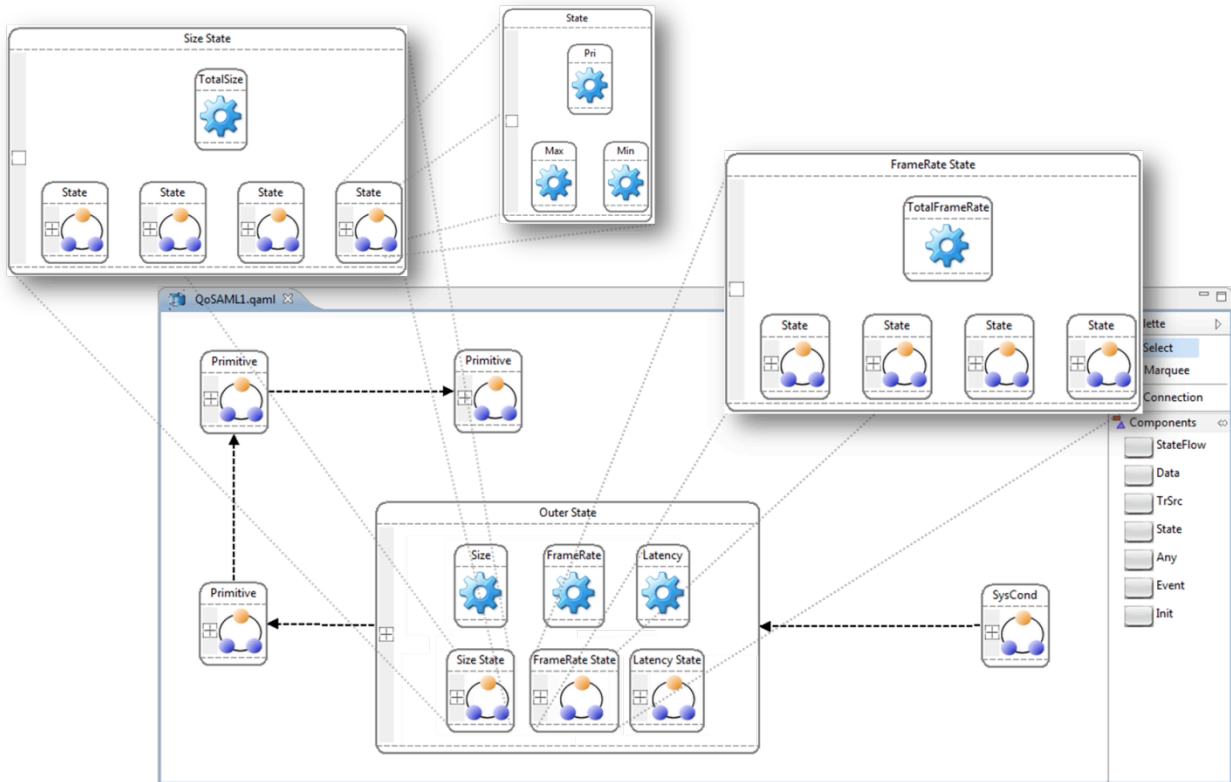 Size State
TotalSize
State
State
State
State
State
Pri
Max
Min
FrameRate State
TotalFrameRate
State
State
State
State
QoSAML1.qaml
lette
Select
Marquee
Connection
Components
StateFlow
Data
TrSrc
State
Any
Event
Init
Primitive
Primitive
Outer State
Size
FrameRate
Latency
Primitive
SysCond
Size State
FrameRate State
Latency State